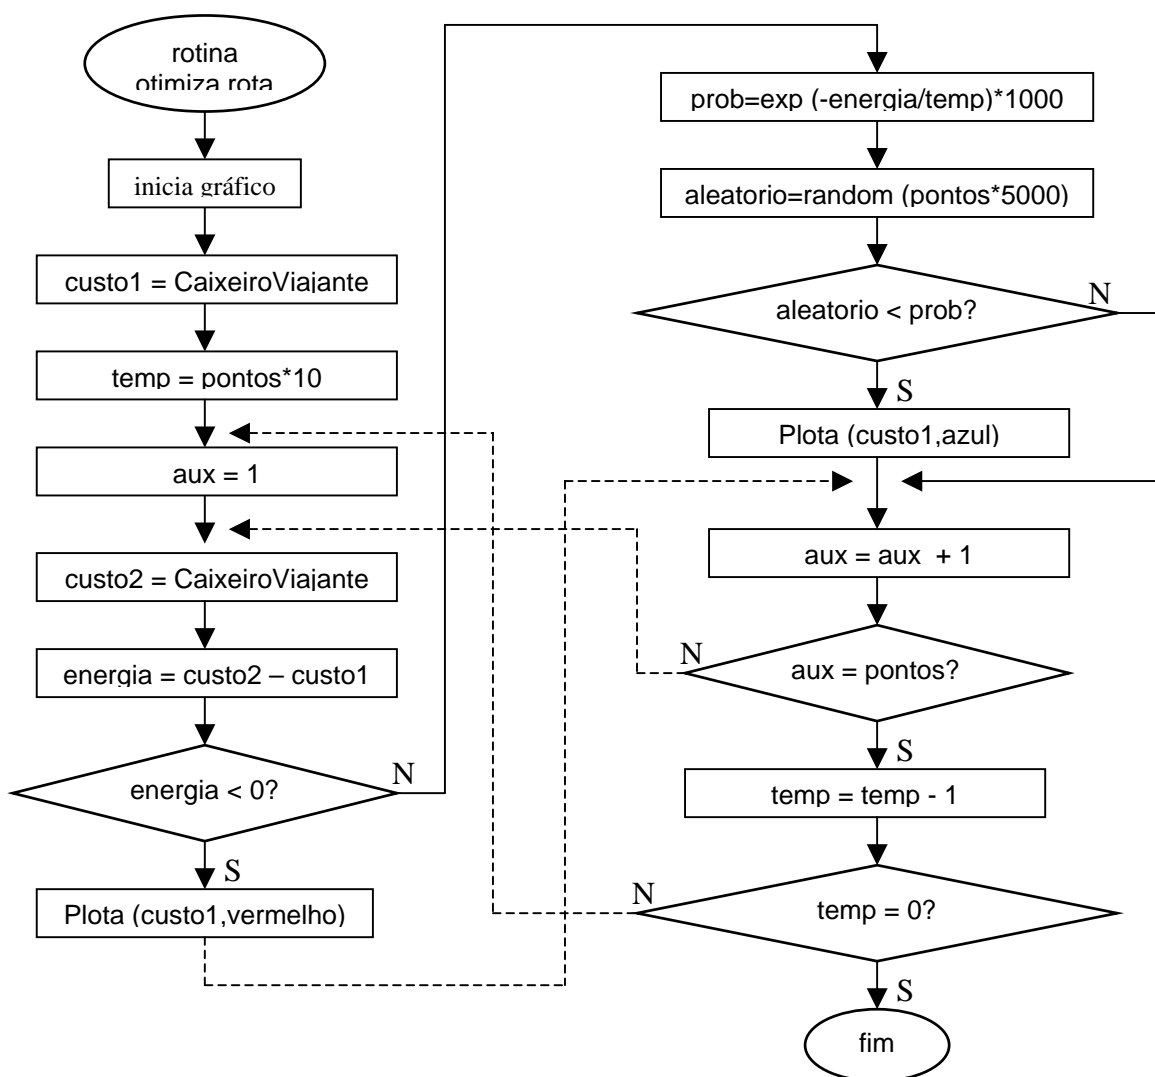 rotina
otimiza rota
inicia gráfico
custo1 = CaixeiroViajante
temp = pontos*10
aux = 1
custo2 = CaixeiroViajante
energia = custo2 – custo1
energia < 0?
N
S
Plota (custo1,vermelho)
prob=exp (-energia/temp)*1000
aleatorio=random (pontos*5000)
aleatorio < prob?
N
S
Plota (custo1,azul)
aux = aux + 1
N
aux = pontos?
S
temp = temp - 1
N
temp = 0?
S
fim